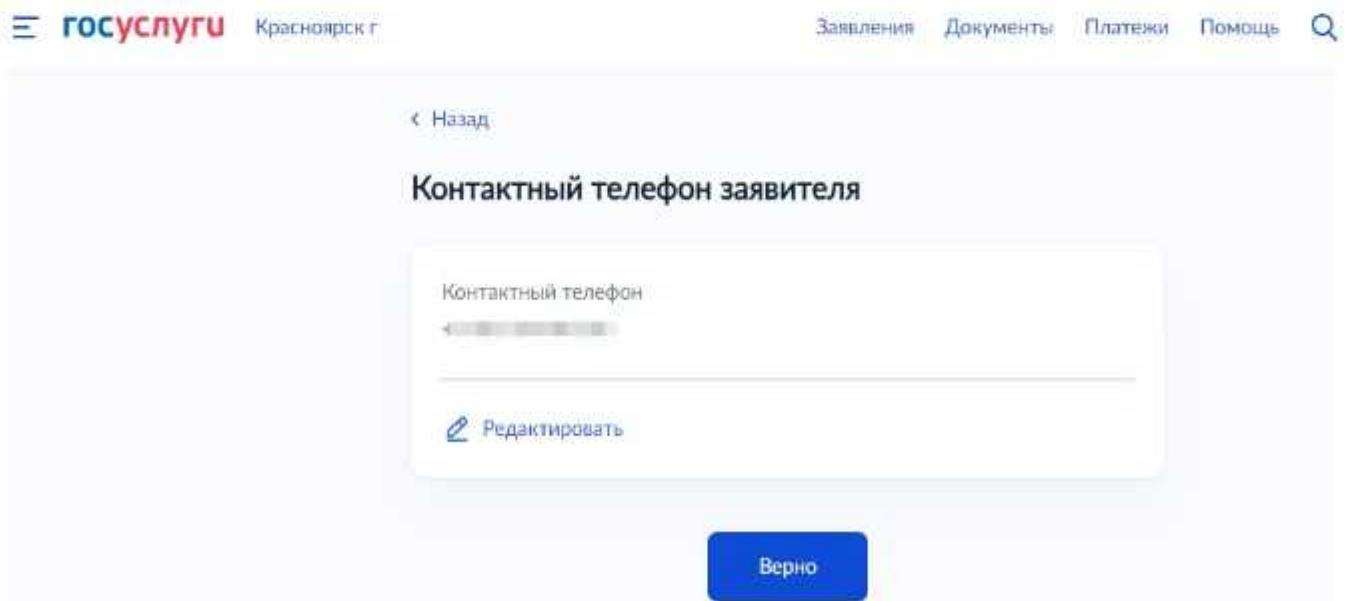 госуслуги Красноярск г Заявления Документы Платежи Помощь
Назад
Контактный телефон заявителя
Контактный телефон
Редактировать
Верно